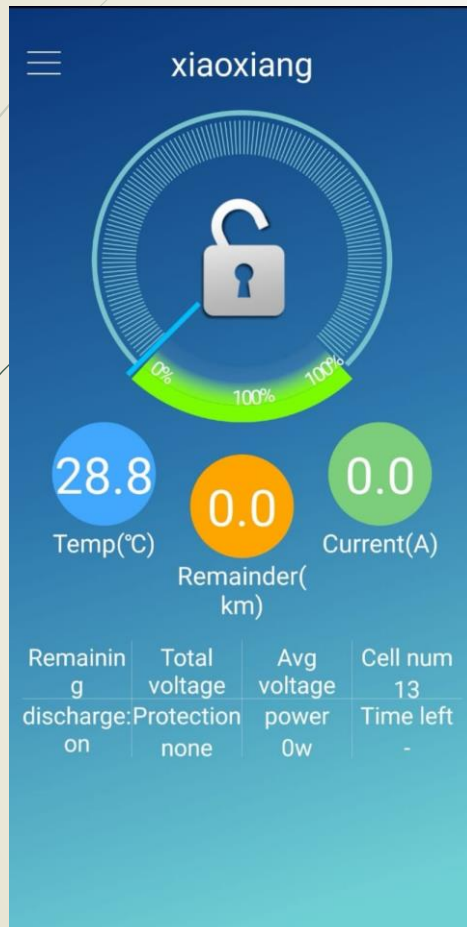 xiaoxiang
0%
100%
100%
28.8
0.0
0.0
Temp(℃)
Remainder(
km)
Current(A)
Remainin
g
Total
voltage
Avg
voltage
Cell num
13
discharge:
on
Protection
none
power
0w
Time left
-